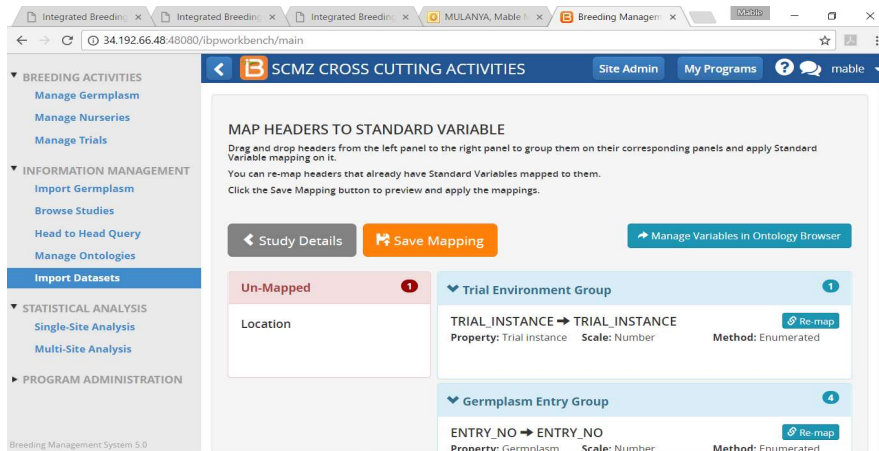 Integrated Breeding
Integrated Breeding
Integrated Breeding
MULANYA, Mable
Breeding Managem
Mable
34.192.66.48:48080/ibpworkbench/main
BREEDING ACTIVITIES
Manage Germplasm
Manage Nurseries
Manage Trials
INFORMATION MANAGEMENT
Import Germplasm
Browse Studies
Head to Head Query
Manage Ontologies
Import Datasets
STATISTICAL ANALYSIS
Single-Site Analysis
Multi-Site Analysis
PROGRAM ADMINISTRATION
Breeding Management System 5.0
SCMZ CROSS CUTTING ACTIVITIES
Site Admin
My Programs
mable
MAP HEADERS TO STANDARD VARIABLE
Drag and drop headers from the left panel to the right panel to group them on their corresponding panels and apply Standard
Variable mapping on it.
You can re-map headers that already have Standard Variables mapped to them.
Click the Save Mapping button to preview and apply the mappings.
Study Details
Save Mapping
Manage Variables in Ontology Browser
Un-Mapped 1
Location
Trial Environment Group 1
TRIAL_INSTANCE ➔ TRIAL_INSTANCE Re-map
Property: Trial instance Scale: Number Method: Enumerated
Germplasm Entry Group 4
ENTRY_NO ➔ ENTRY_NO Re-map
Property: Germplasm Scale: Number Method: Enumerated